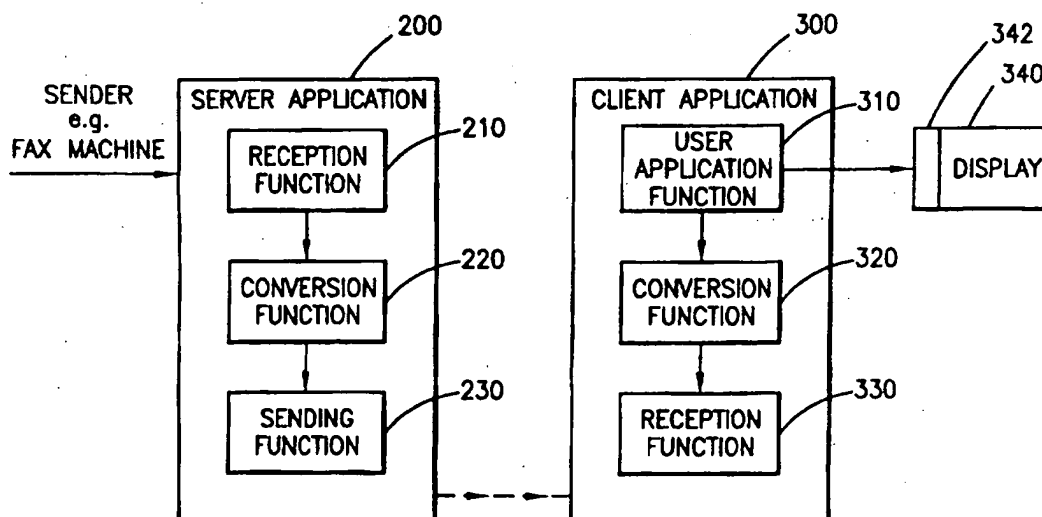 200
300
342
340
SENDER
e.g.
FAX MACHINE
SERVER APPLICATION
210
RECEPTION
FUNCTION
220
CONVERSION
FUNCTION
230
SENDING
FUNCTION
CLIENT APPLICATION
310
USER
APPLICATION
FUNCTION
DISPLAY
320
CONVERSION
FUNCTION
330
RECEPTION
FUNCTION